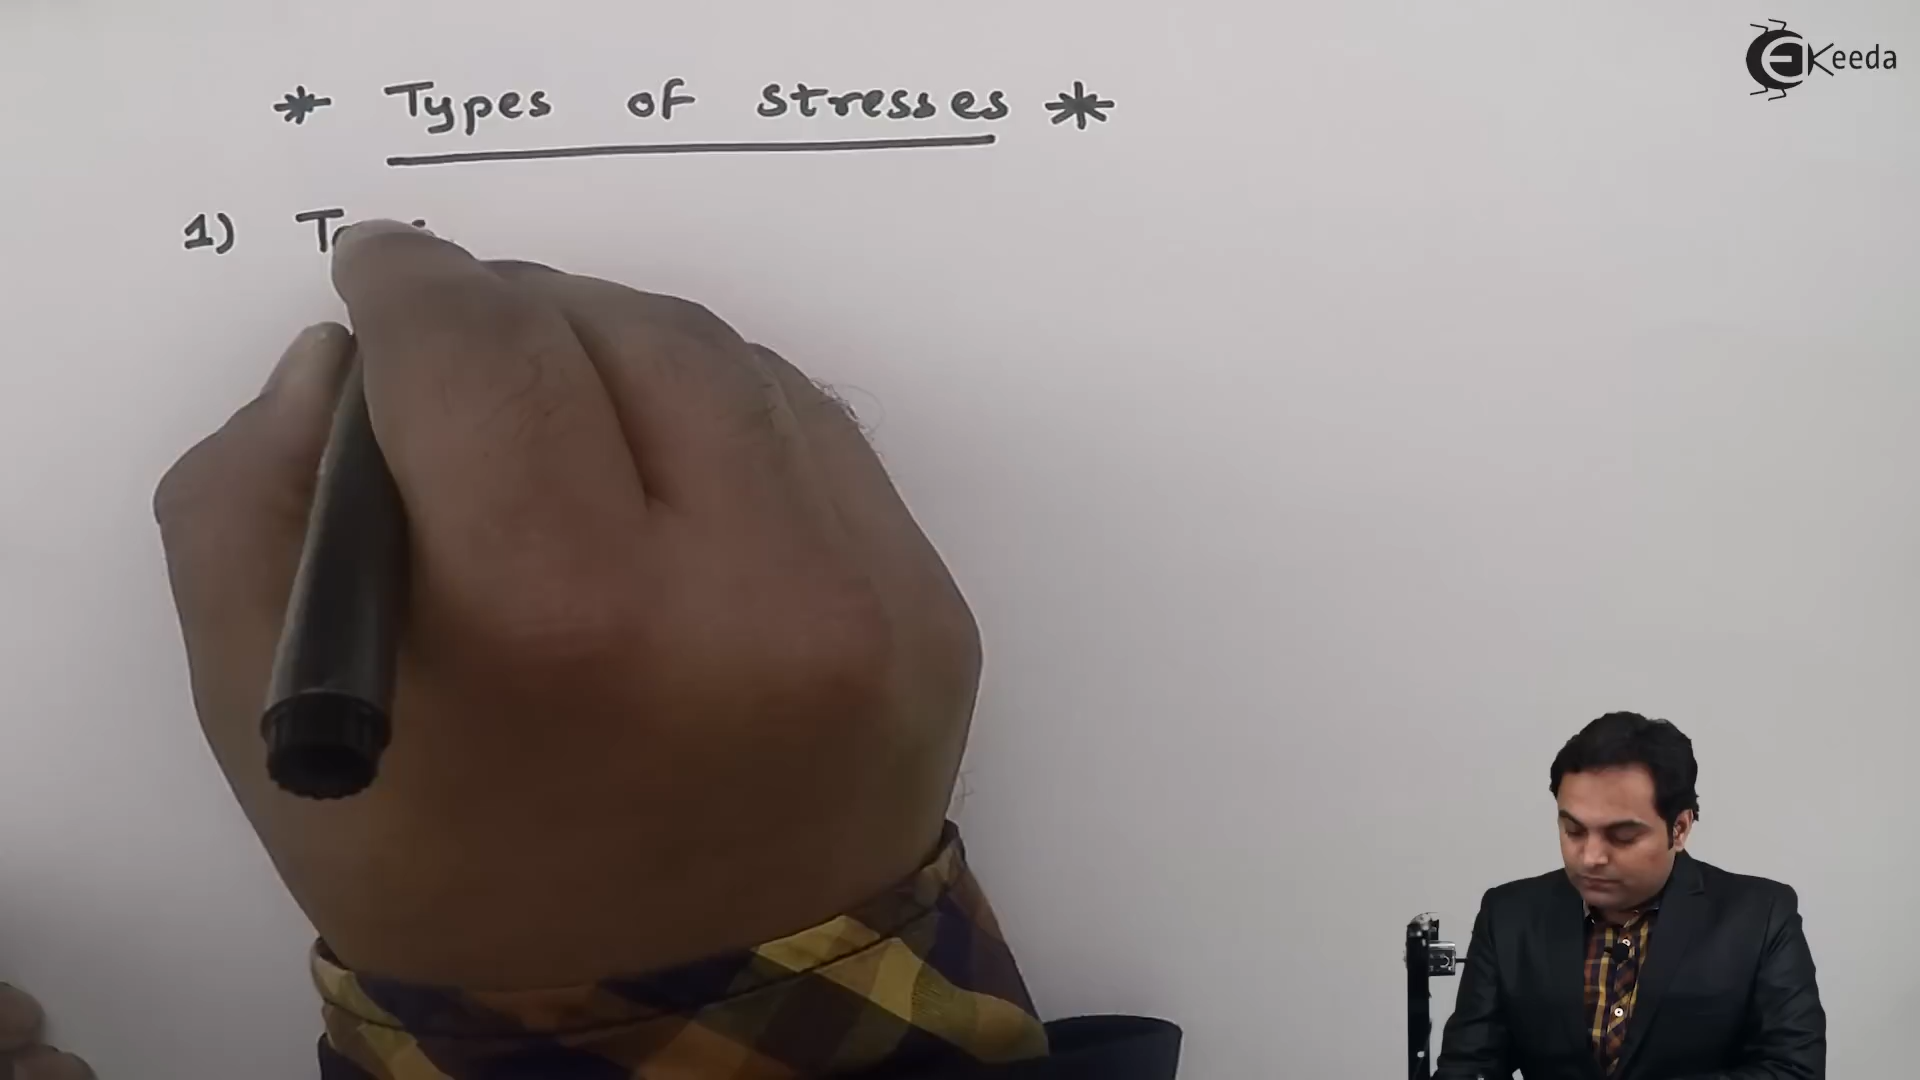 * Types of stresses *
1)
EKeeda